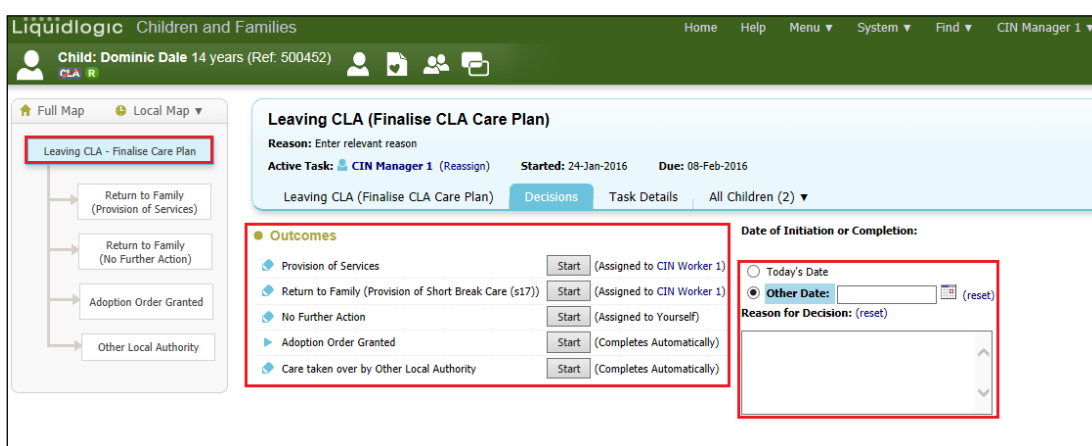 Liquidlogic Children and Families
Home Help Menu ▼ System ▼ Find ▼ CIN Manager 1 ▼
Child: Dominic Dale 14 years (Ref: 500452)
CLA R
Full Map Local Map ▼
Leaving CLA - Finalise Care Plan
Return to Family
(Provision of Services)
Return to Family
(No Further Action)
Adoption Order Granted
Other Local Authority
Leaving CLA (Finalise CLA Care Plan)
Reason: Enter relevant reason
Active Task: CIN Manager 1 (Reassign) Started: 24-Jan-2016 Due: 08-Feb-2016
Leaving CLA (Finalise CLA Care Plan) Decisions Task Details All Children (2) ▼
Outcomes
Provision of Services Start (Assigned to CIN Worker 1)
Return to Family (Provision of Short Break Care (s17)) Start (Assigned to CIN Worker 1)
No Further Action Start (Assigned to Yourself)
Adoption Order Granted Start (Completes Automatically)
Care taken over by Other Local Authority Start (Completes Automatically)
Date of Initiation or Completion:
Today's Date
Other Date: (reset)
Reason for Decision: (reset)